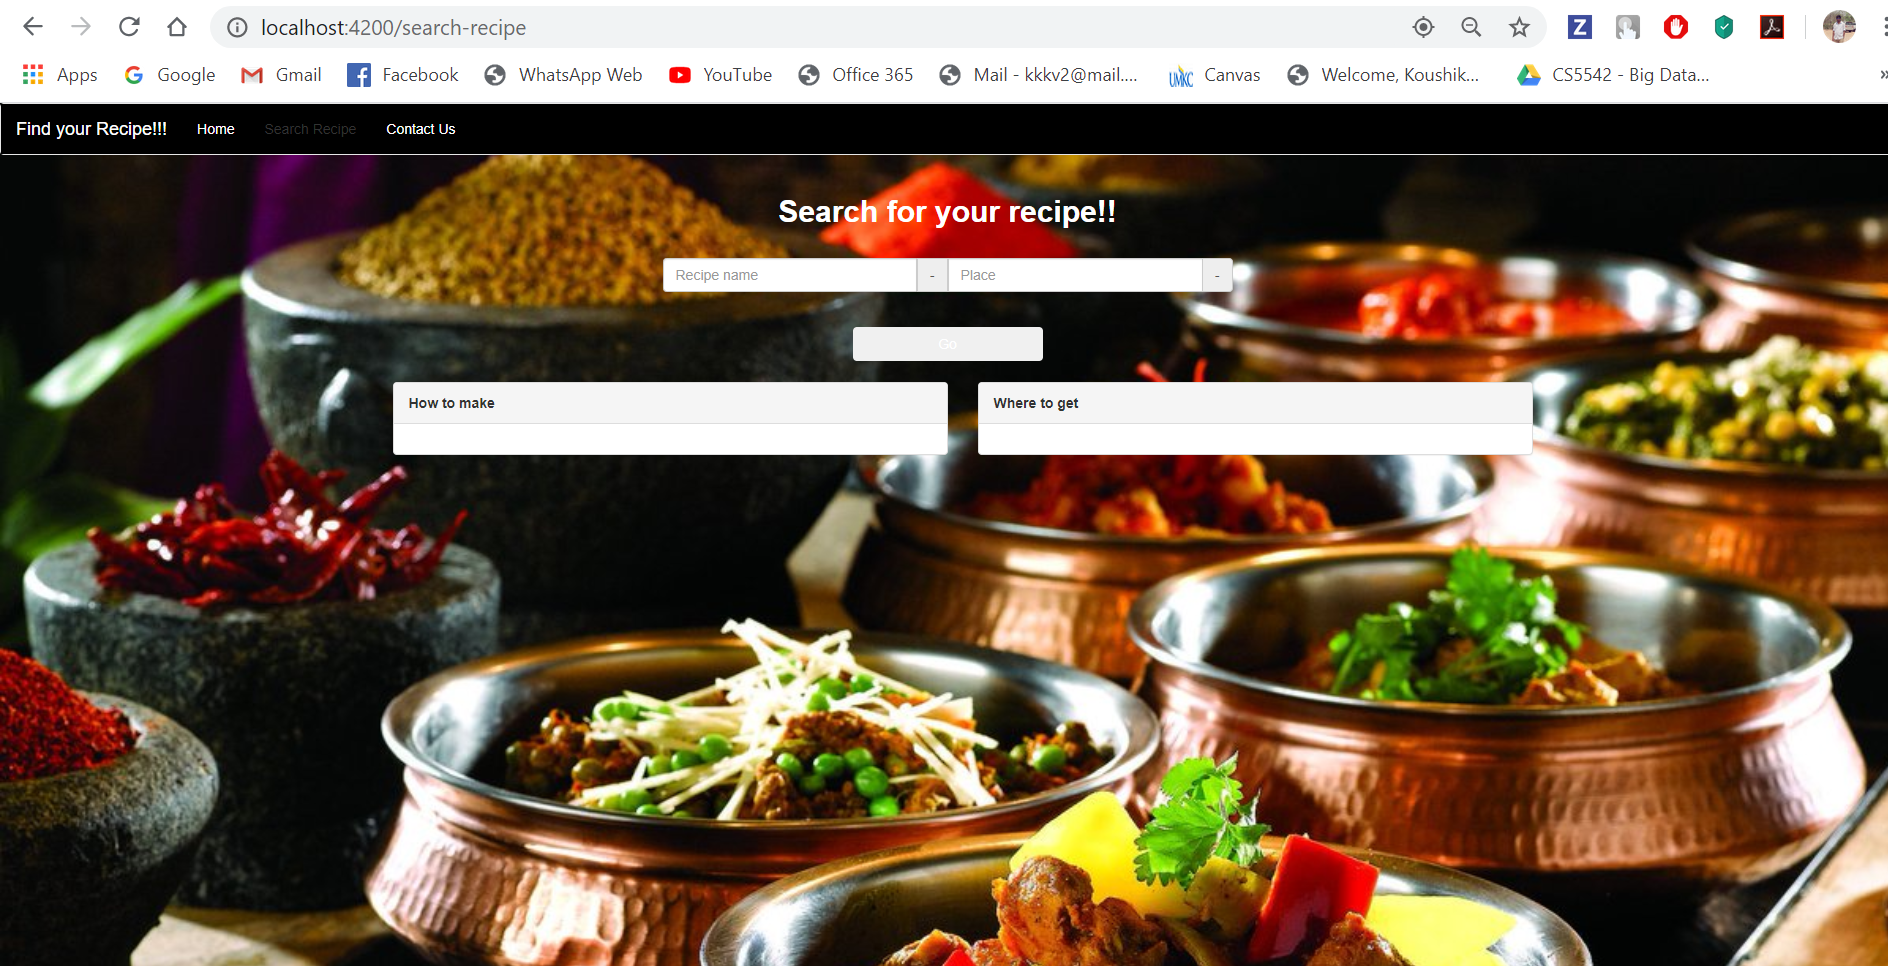 localhost:4200/search-recipe
Apps Google Gmail Facebook WhatsApp Web YouTube Office 365 Mail - kkkv2@mail.... Canvas Welcome, Koushik... CS5542 - Big Data... »
Find your Recipe!!! Home Search Recipe Contact Us
Search for your recipe!!
Recipe name - Place -
Go
How to make Where to get